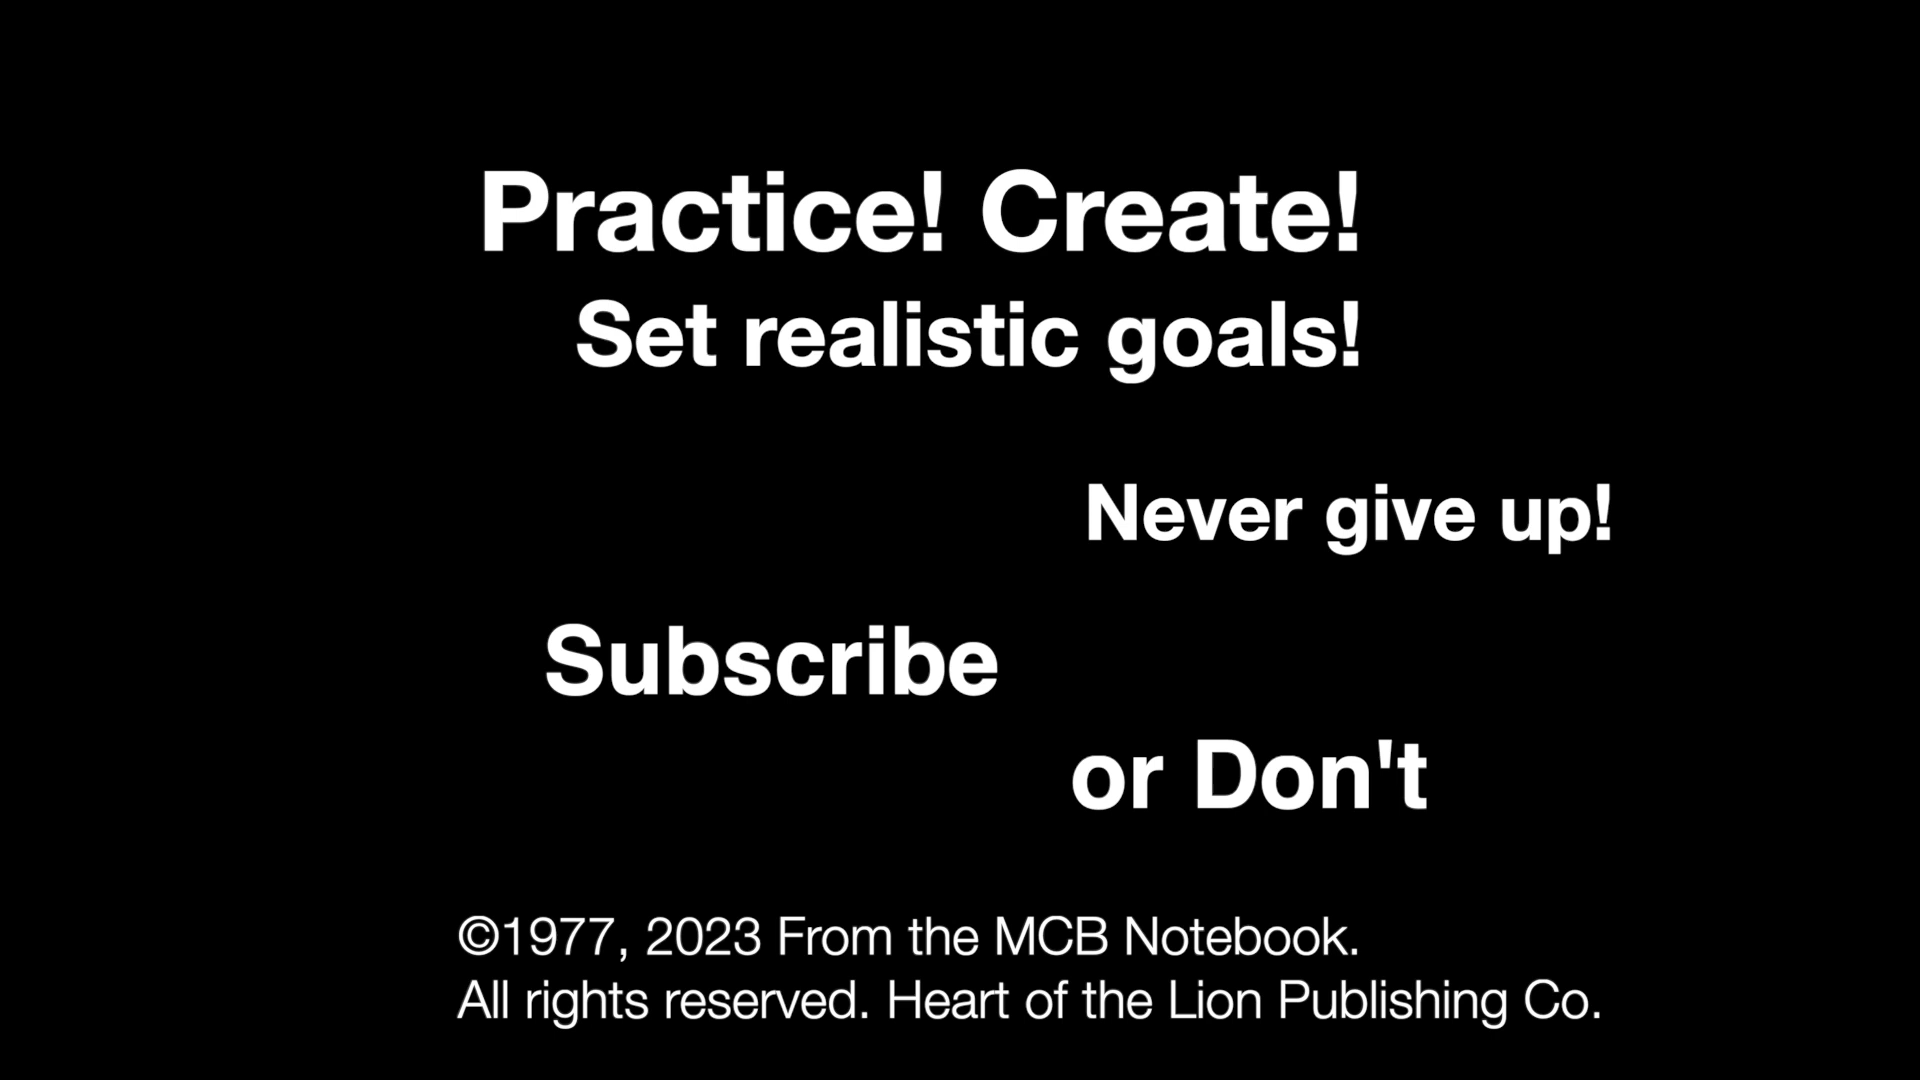 Practice! Create!
Set realistic goals!
Never give up!
Subscribe
or Don't
©1977, 2023 From the MCB Notebook.
All rights reserved. Heart of the Lion Publishing Co.